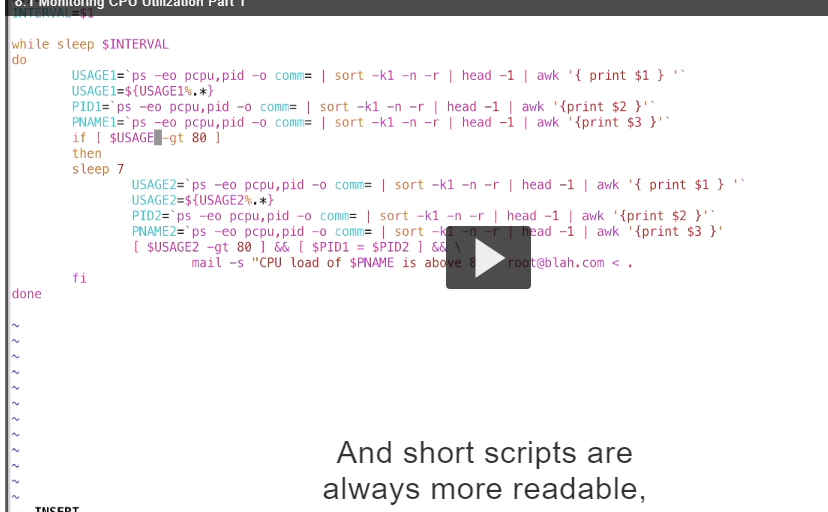 8.1 Monitoring CPU Utilization Part 1
INTERVAL=$1
while sleep $INTERVAL
do
USAGE1=`ps -eo pcpu,pid -o comm= | sort -k1 -n -r | head -1 | awk '{ print $1 } '`
USAGE1=${USAGE1%.*}
PID1=`ps -eo pcpu,pid -o comm= | sort -k1 -n -r | head -1 | awk '{print $2 }'`
PNAME1=`ps -eo pcpu,pid -o comm= | sort -k1 -n -r | head -1 | awk '{print $3 }'`
if [ $USAGE -gt 80 ]
then
sleep 7
USAGE2=`ps -eo pcpu,pid -o comm= | sort -k1 -n -r | head -1 | awk '{ print $1 } '`
USAGE2=${USAGE2%.*}
PID2=`ps -eo pcpu,pid -o comm= | sort -k1 -n -r | head -1 | awk '{print $2 }'`
PNAME2=`ps -eo pcpu,pid -o comm= | sort -k1 -n -r | head -1 | awk '{print $3 }'
[ $USAGE2 -gt 80 ] && [ $PID1 = $PID2 ] && \
mail -s "CPU load of $PNAME is above root@blah.com < .
fi
done
~
~
~
~
~
~
~
~
~
~
~
~
And short scripts are
always more readable,
-- INSERT --